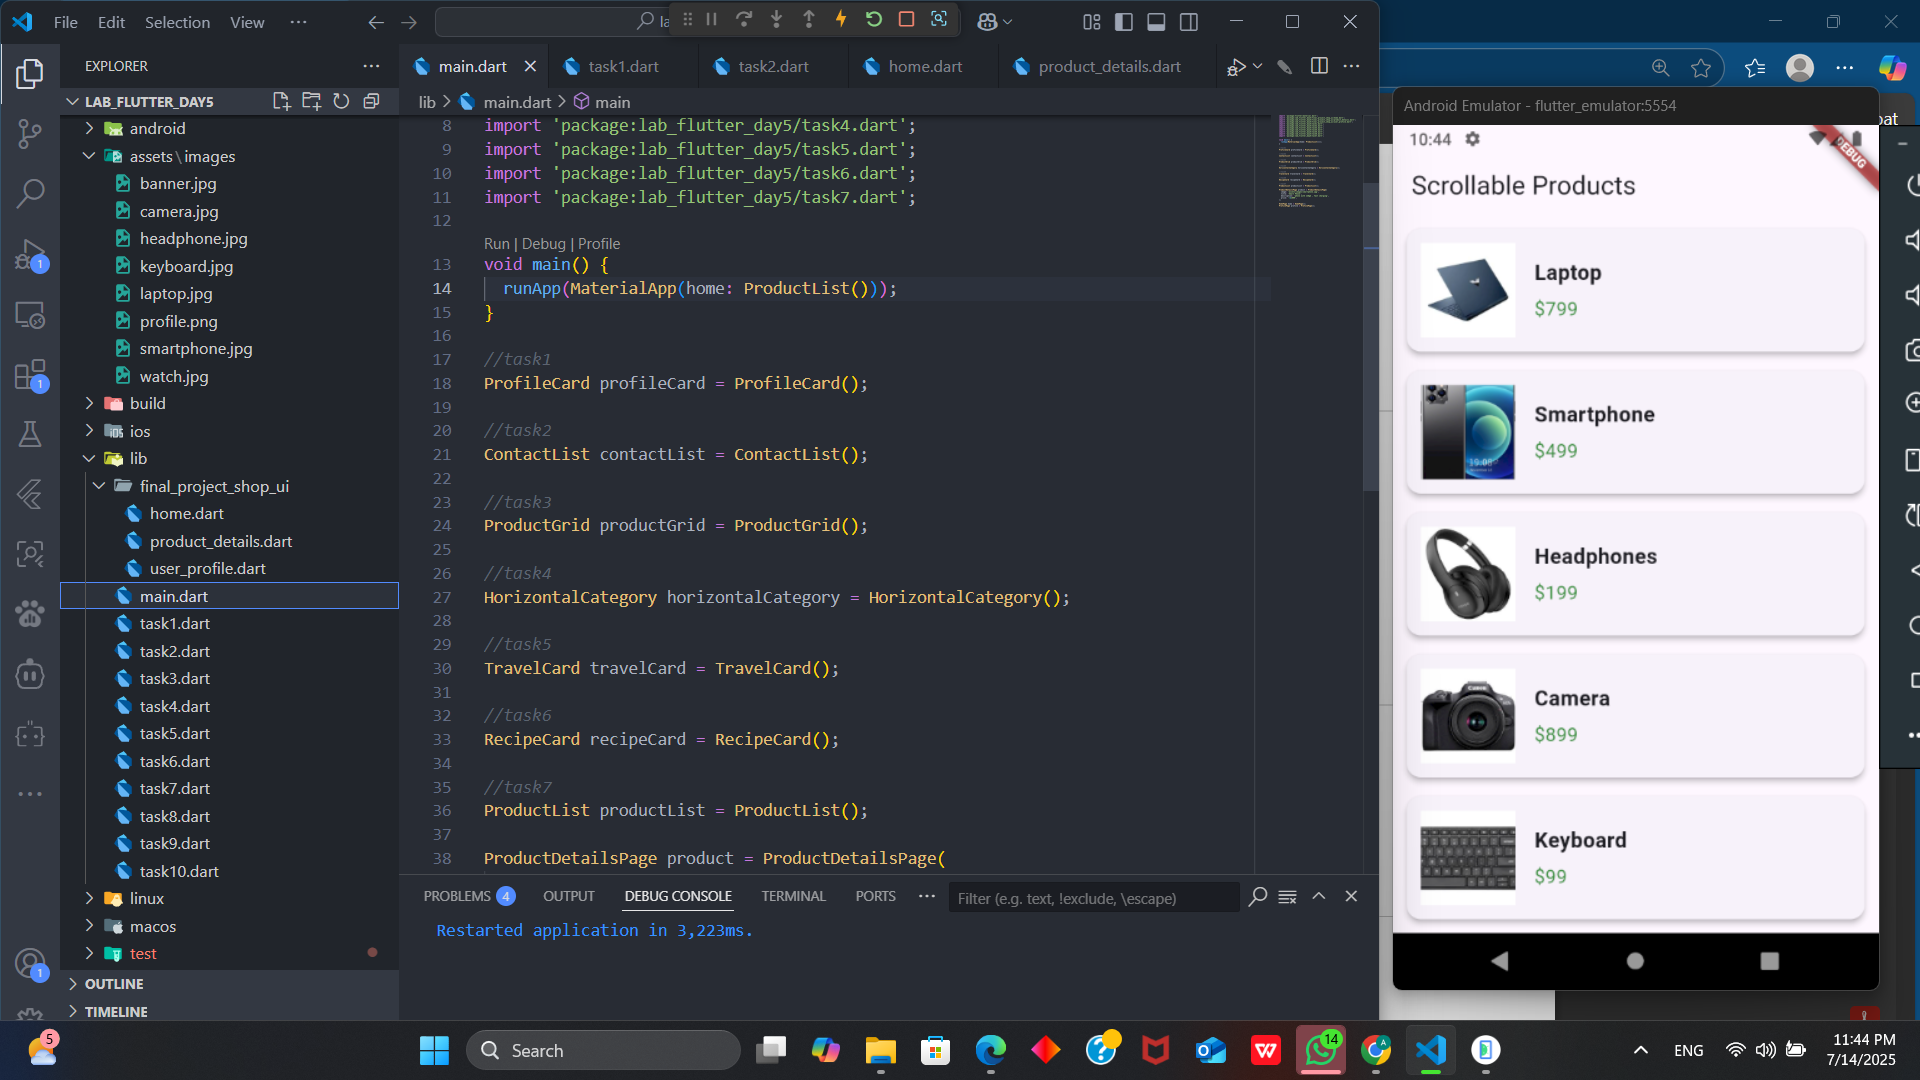 File Edit Selection View ···
EXPLORER
LAB_FLUTTER_DAY5
android
assets\images
banner.jpg
camera.jpg
headphone.jpg
keyboard.jpg
laptop.jpg
profile.png
smartphone.jpg
watch.jpg
build
ios
lib
final_project_shop_ui
home.dart
product_details.dart
user_profile.dart
main.dart
task1.dart
task2.dart
task3.dart
task4.dart
task5.dart
task6.dart
task7.dart
task8.dart
task9.dart
task10.dart
linux
macos
test
OUTLINE
TIMELINE
1
1
1
main.dart task1.dart task2.dart home.dart product_details.dart
lib > main.dart > main
8 import 'package:lab_flutter_day5/task4.dart';
9 import 'package:lab_flutter_day5/task5.dart';
10 import 'package:lab_flutter_day5/task6.dart';
11 import 'package:lab_flutter_day5/task7.dart';
12
Run | Debug | Profile
13 void main() {
14 runApp(MaterialApp(home: ProductList()));
15 }
16
17 //task1
18 ProfileCard profileCard = ProfileCard();
19
20 //task2
21 ContactList contactList = ContactList();
22
23 //task3
24 ProductGrid productGrid = ProductGrid();
25
26 //task4
27 HorizontalCategory horizontalCategory = HorizontalCategory();
28
29 //task5
30 TravelCard travelCard = TravelCard();
31
32 //task6
33 RecipeCard recipeCard = RecipeCard();
34
35 //task7
36 ProductList productList = ProductList();
37
38 ProductDetailsPage product = ProductDetailsPage(
PROBLEMS 4 OUTPUT DEBUG CONSOLE TERMINAL PORTS ··· Filter (e.g. text, !exclude, \escape)
Restarted application in 3,223ms.
Android Emulator - flutter_emulator:5554
10:44
DEBUG
Scrollable Products
Laptop
$799
Smartphone
$499
Headphones
$199
Camera
$899
Keyboard
$99
5
Search
14
ENG
11:44 PM
7/14/2025